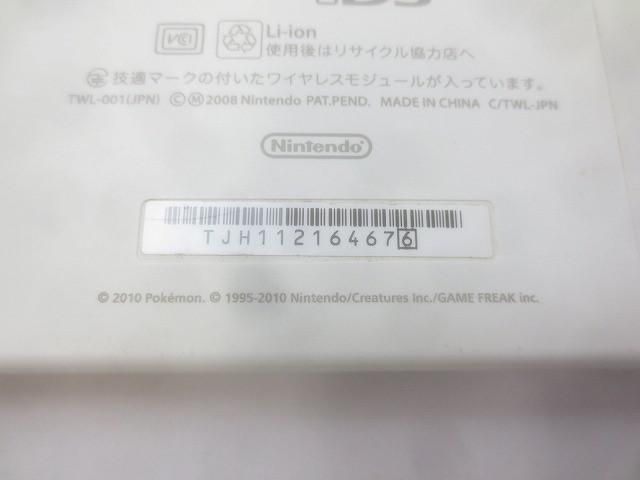 Li-ion
使用後はリサイクル協力店へ
技適マークの付いたワイヤレスモジュールが入っています。
TWL-001(JPN) ©Ⓜ2008 Nintendo PAT.PEND. MADE IN CHINA C/TWL-JPN
Nintendo
TJH112164676
© 2010 Pokémon. © 1995-2010 Nintendo/Creatures Inc./GAME FREAK inc.